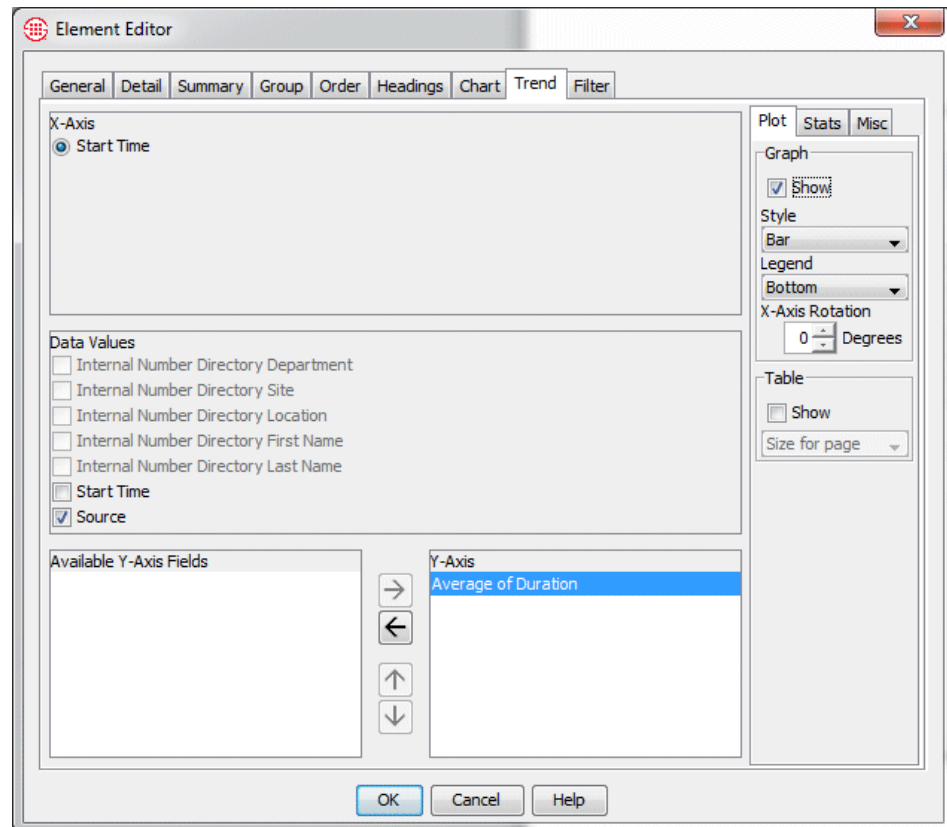 Element Editor
General Detail Summary Group Order Headings Chart Trend Filter
X-Axis
Start Time
Data Values
Internal Number Directory Department
Internal Number Directory Site
Internal Number Directory Location
Internal Number Directory First Name
Internal Number Directory Last Name
Start Time
Source
Available Y-Axis Fields
Y-Axis
Average of Duration
Plot Stats Misc
Graph
Show
Style
Bar
Legend
Bottom
X-Axis Rotation
0 Degrees
Table
Show
Size for page
OK Cancel Help